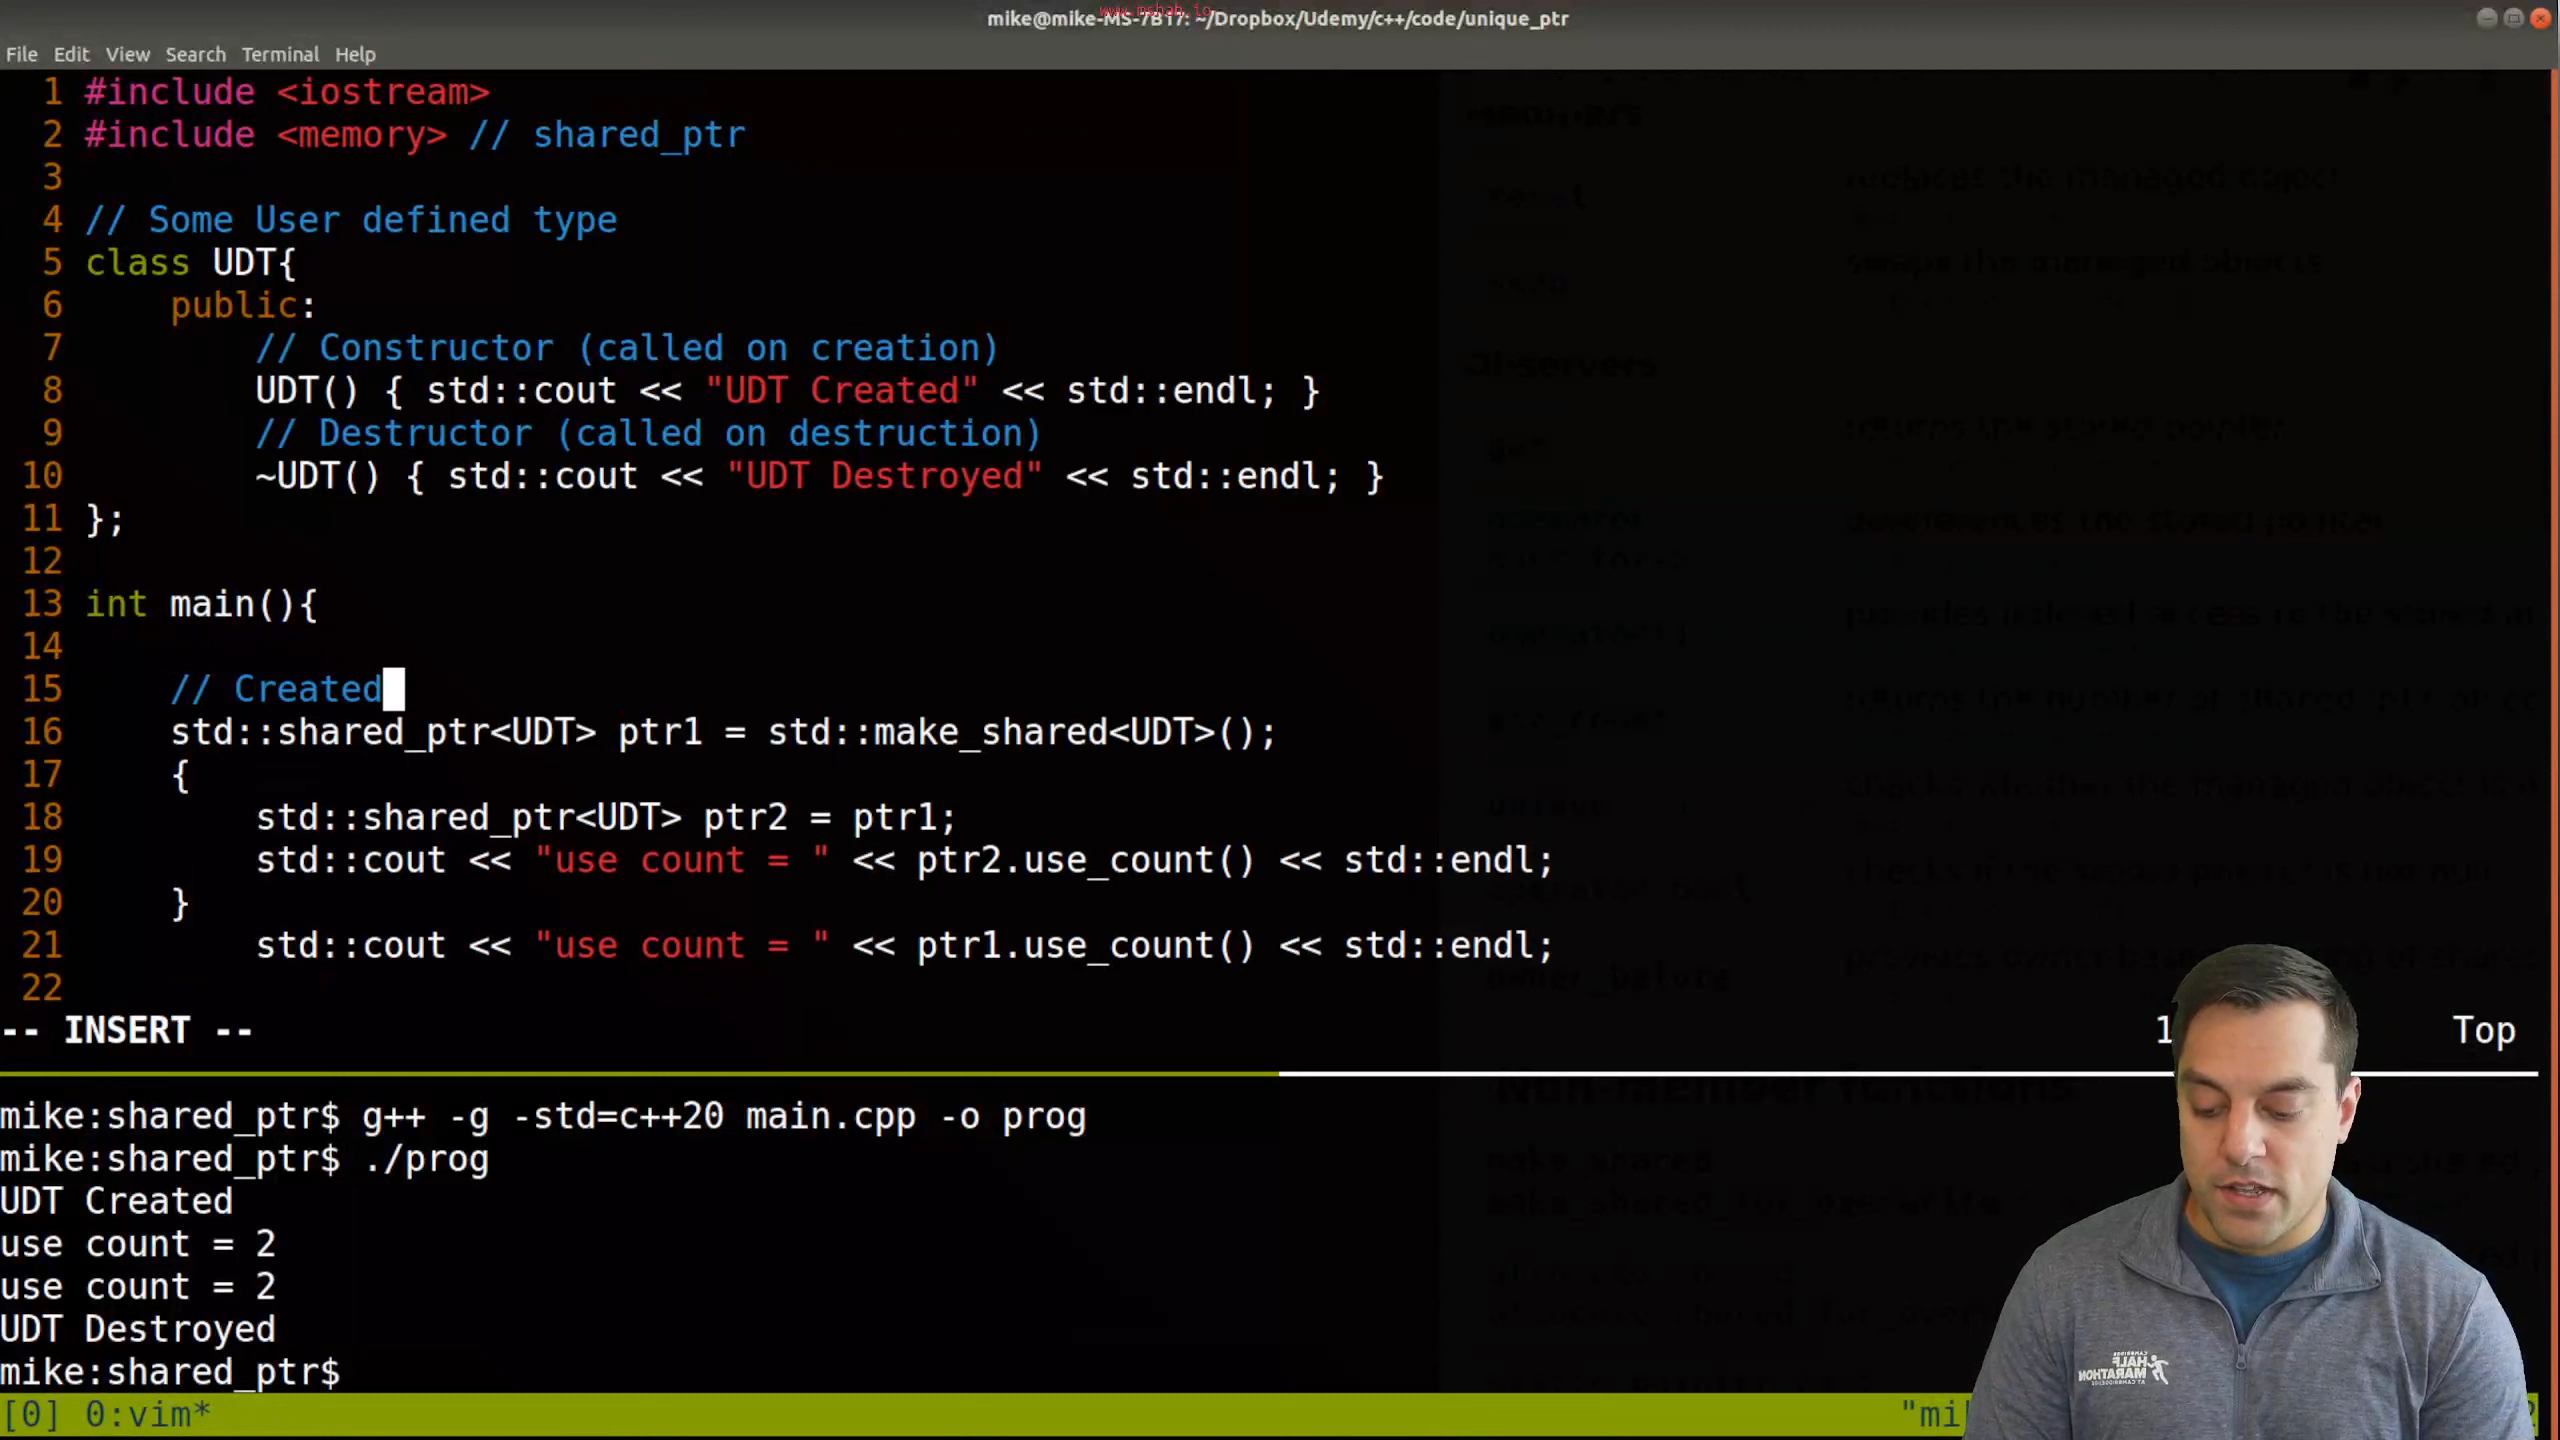 www.mshah.io
mike@mike-MS-7B17: ~/Dropbox/Udemy/c++/code/unique_ptr
File Edit View Search Terminal Help
1 #include <iostream>
2 #include <memory> // shared_ptr
3
4 // Some User defined type
5 class UDT{
6 public:
7 // Constructor (called on creation)
8 UDT() { std::cout << "UDT Created" << std::endl; }
9 // Destructor (called on destruction)
10 ~UDT() { std::cout << "UDT Destroyed" << std::endl; }
11 };
12
13 int main(){
14
15 // Created
16 std::shared_ptr<UDT> ptr1 = std::make_shared<UDT>();
17 {
18 std::shared_ptr<UDT> ptr2 = ptr1;
19 std::cout << "use count = " << ptr2.use_count() << std::endl;
20 }
21 std::cout << "use count = " << ptr1.use_count() << std::endl;
22
-- INSERT -- 1 Top
mike:shared_ptr$ g++ -g -std=c++20 main.cpp -o prog
mike:shared_ptr$ ./prog
UDT Created
use count = 2
use count = 2
UDT Destroyed
mike:shared_ptr$
[0] 0:vim* "mi
HALF
MARATHON